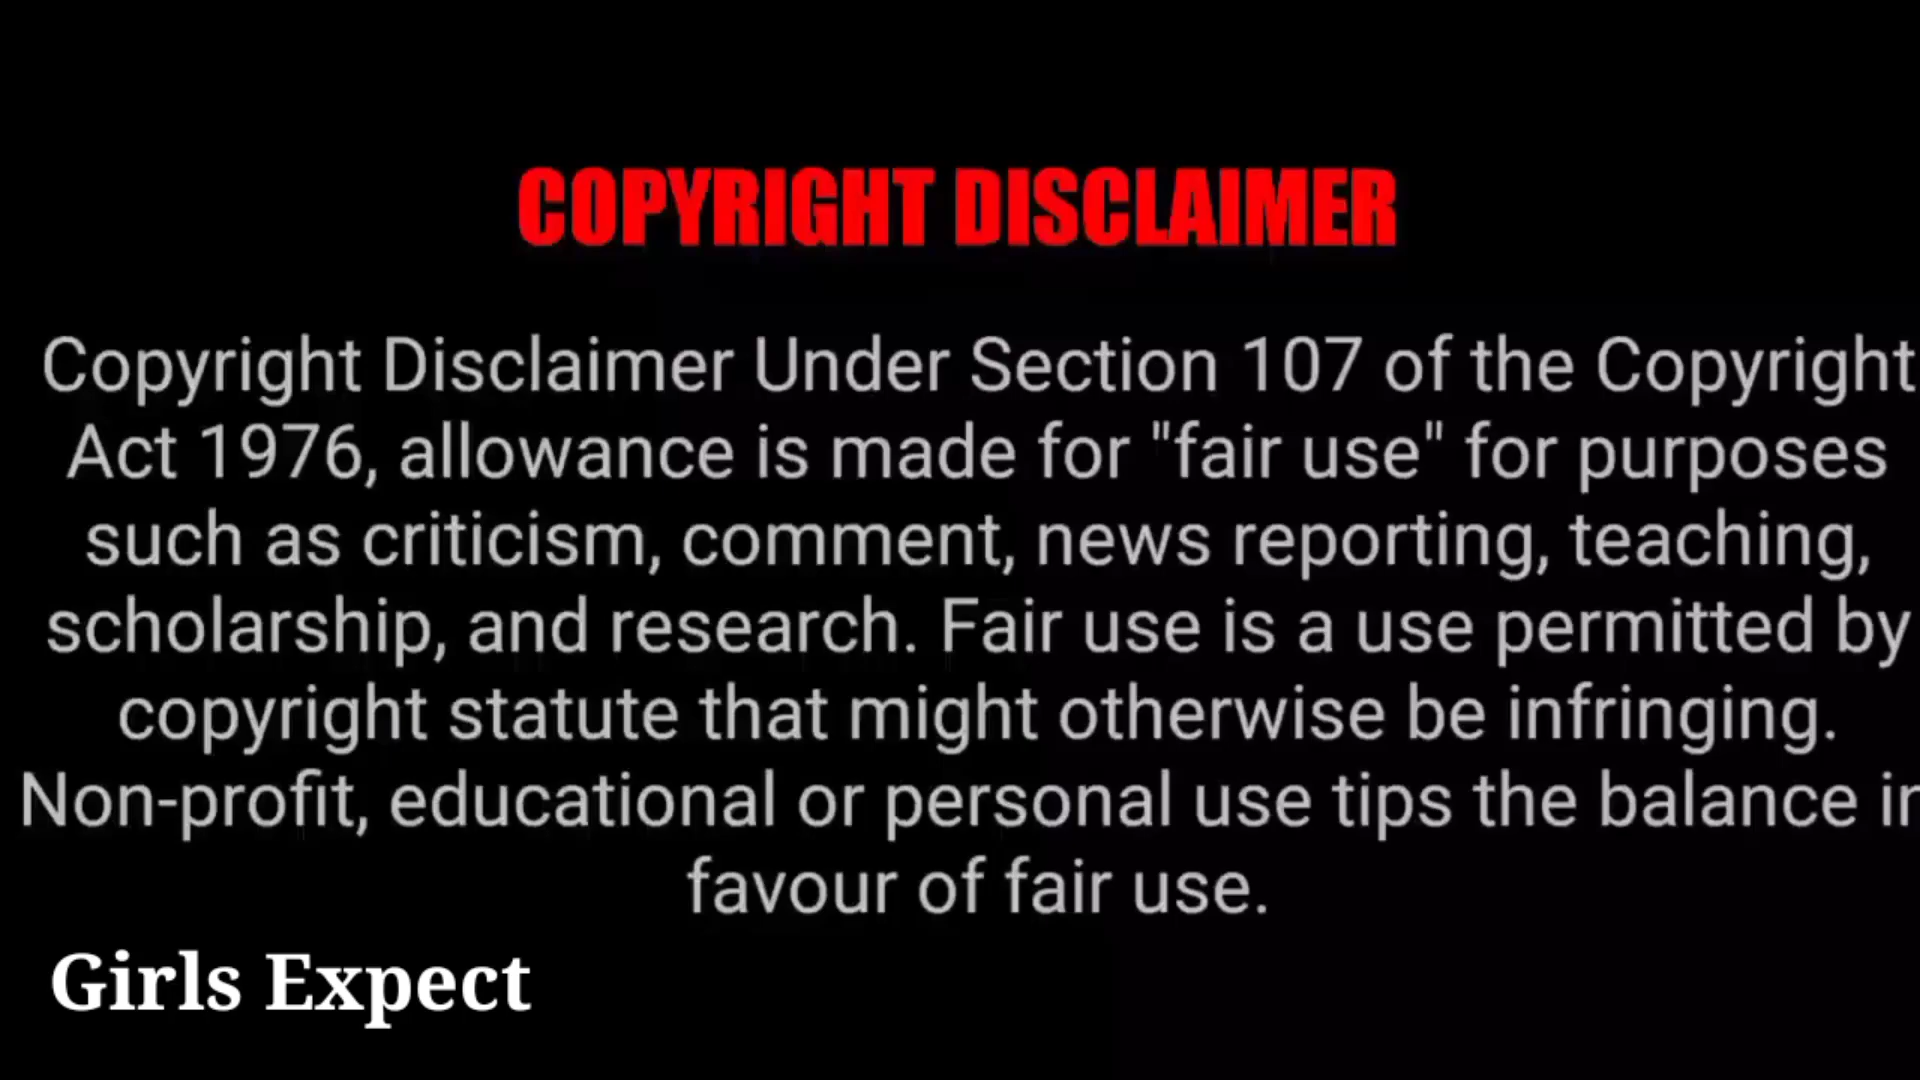 COPYRIGHT DISCLAIMER
Copyright Disclaimer Under Section 107 of the Copyright
Act 1976, allowance is made for "fair use" for purposes
such as criticism, comment, news reporting, teaching,
scholarship, and research. Fair use is a use permitted by
copyright statute that might otherwise be infringing.
Non-profit, educational or personal use tips the balance in
favour of fair use.
Girls Expect